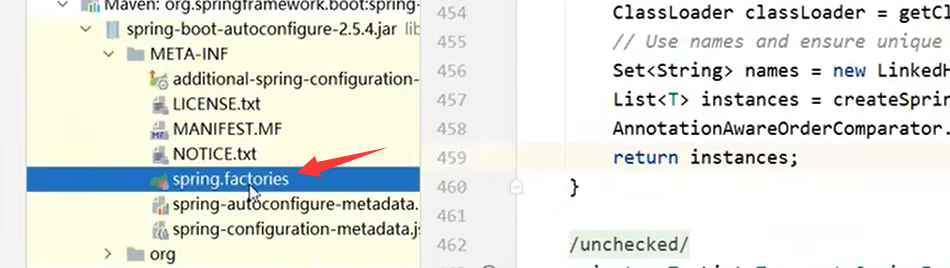 Maven: org.springframework.boot:spring-
spring-boot-autoconfigure-2.5.4.jar
META-INF
additional-spring-configuration-
LICENSE.txt
MANIFEST.MF
NOTICE.txt
spring.factories
spring-autoconfigure-metadata.
spring-configuration-metadata.js
org
454 ClassLoader classLoader = getCl
455 // Use names and ensure unique
456 Set<String> names = new LinkedH
457 List<T> instances = createSprin
458 AnnotationAwareOrderComparator.
459 return instances;
460 }
461
462 /unchecked/